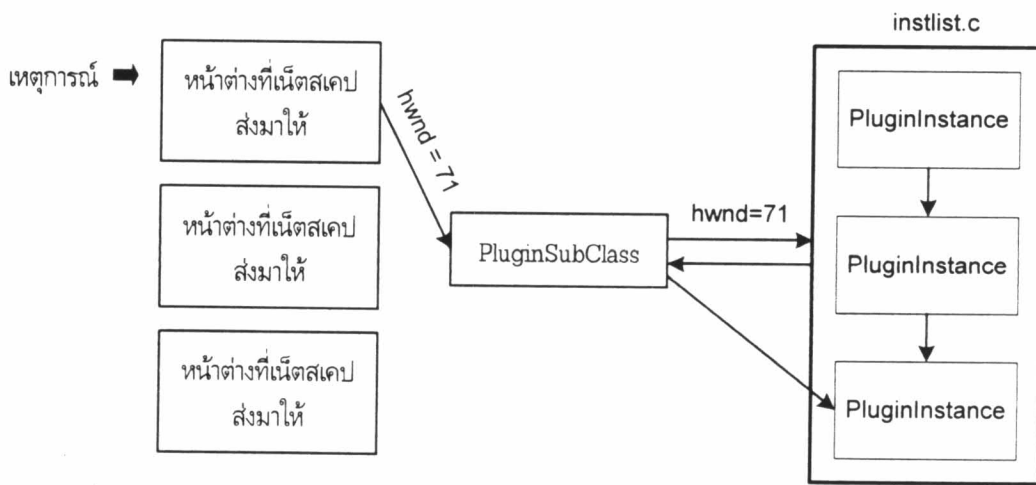 instlist.c
เหตุการณ์
หน้าต่างที่เน็ตสเคป
ส่งมาให้
hwnd = 71
PluginInstance
หน้าต่างที่เน็ตสเคป
ส่งมาให้
PluginSubClass
hwnd=71
PluginInstance
หน้าต่างที่เน็ตสเคป
ส่งมาให้
PluginInstance